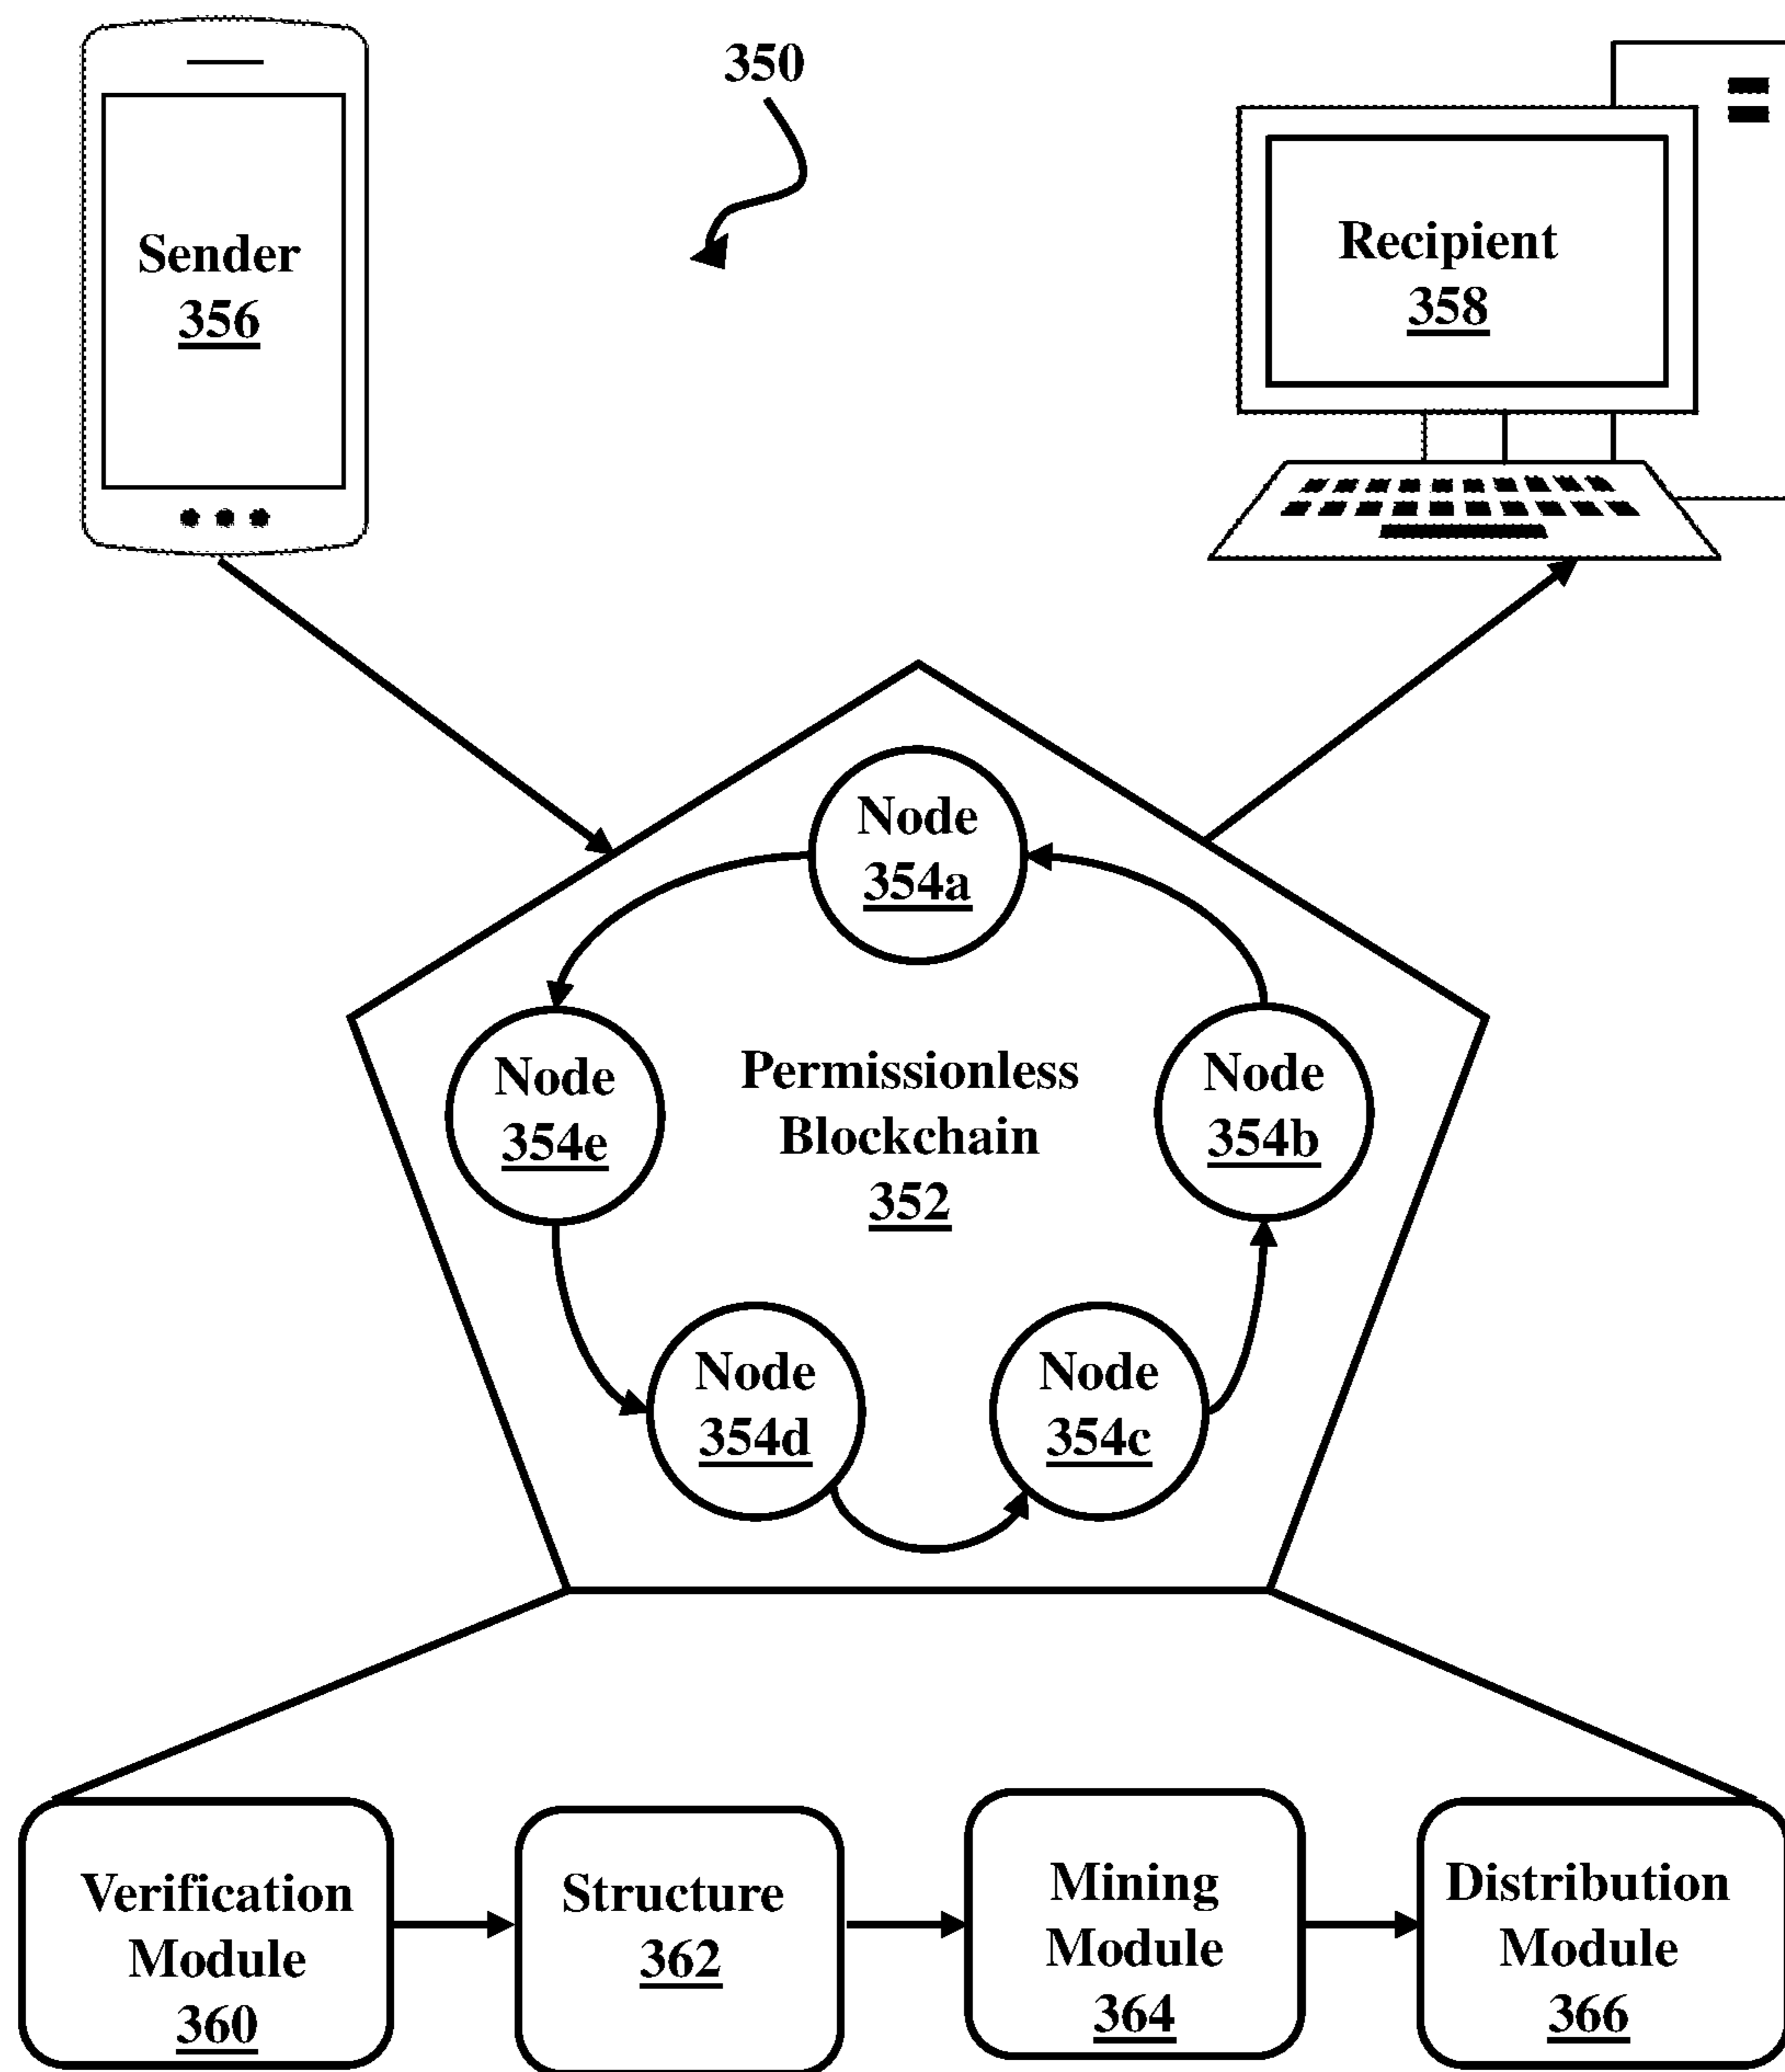 350
Sender
356
Recipient
358
Node
354a
Node
354e
Permissionless
Blockchain
352
Node
354b
Node
354d
Node
354c
Verification
Module
360
Structure
362
Mining
Module
364
Distribution
Module
366